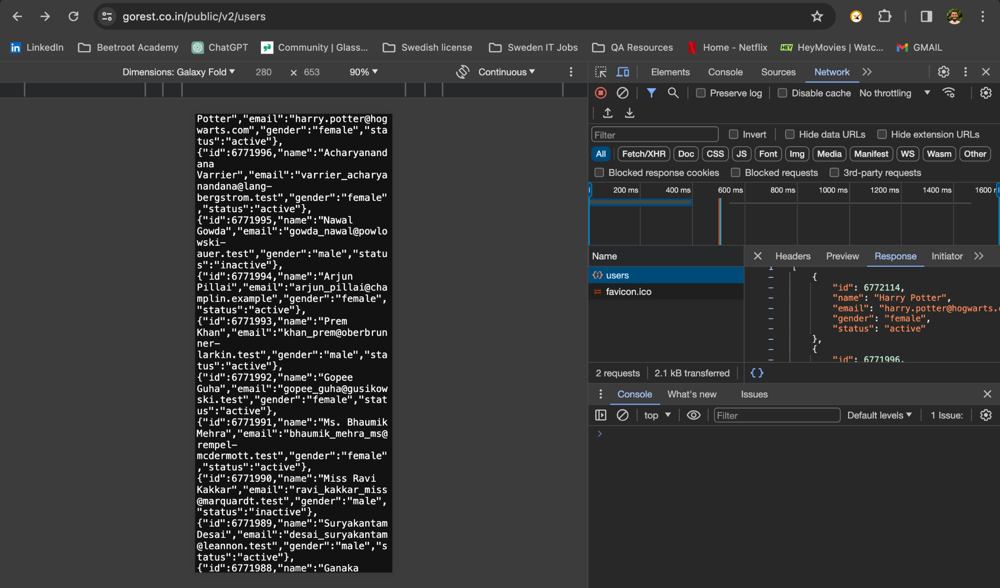 gorest.co.in/public/v2/users
LinkedIn Beetroot Academy ChatGPT Community | Glass... Swedish license Sweden IT Jobs QA Resources Home - Netflix HeyMovies | Watc... GMAIL
Dimensions: Galaxy Fold 280 × 653 90% Continuous
Elements Console Sources Network
Preserve log Disable cache No throttling
Filter Invert Hide data URLs Hide extension URLs
All Fetch/XHR Doc CSS JS Font Img Media Manifest WS Wasm Other
Blocked response cookies Blocked requests 3rd-party requests
200 ms 400 ms 600 ms 800 ms 1000 ms 1200 ms 1400 ms 1600
Potter","email":"harry.potter@hog
warts.com","gender":"female","sta
tus":"active"},
{"id":6771996,"name":"Acharyanand
ana
Varrier","email":"varrier_acharya
nandana@lang-
bergstrom.test","gender":"female"
,"status":"active"},
{"id":6771995,"name":"Nawal
Gowda","email":"gowda_nawal@powlo
wski-
auer.test","gender":"male","statu
s":"inactive"},
{"id":6771994,"name":"Arjun
Pillai","email":"arjun_pillai@cha
mplin.example","gender":"female",
"status":"active"},
{"id":6771993,"name":"Prem
Khan","email":"khan_prem@oberbrun
ner-
larkin.test","gender":"male","sta
tus":"active"},
{"id":6771992,"name":"Gopee
Guha","email":"gopee_guha@gusikow
ski.test","gender":"female","stat
us":"active"},
{"id":6771991,"name":"Ms. Bhaumik
Mehra","email":"bhaumik_mehra_ms@
rempel-
mcdermott.test","gender":"female"
,"status":"active"},
{"id":6771990,"name":"Miss Ravi
Kakkar","email":"ravi_kakkar_miss
@marquardt.test","gender":"male",
"status":"inactive"},
{"id":6771989,"name":"Suryakantam
Desai","email":"desai_suryakantam
@leannon.test","gender":"male","s
tatus":"active"},
{"id":6771988,"name":"Ganaka
Name
users
favicon.ico
Headers Preview Response Initiator
1 [
{
"id": 6772114,
"name": "Harry Potter",
"email": "harry.potter@hogwarts.
"gender": "female",
"status": "active"
},
{
"id": 6771996,
2 requests 2.1 kB transferred {}
Console What's new Issues
top Filter Default levels 1 Issue: